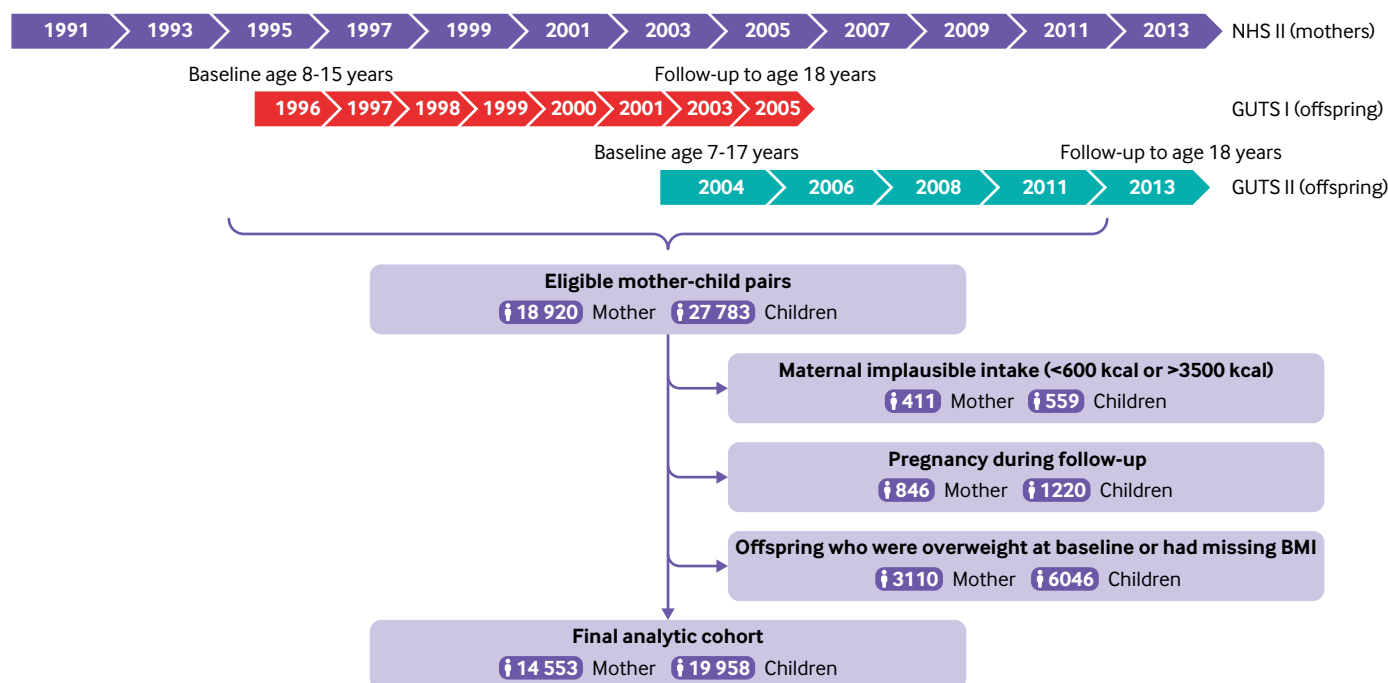 1991 1993 1995 1997 1999 2001 2003 2005 2007 2009 2011 2013 NHS II (mothers)
Baseline age 8-15 years Follow-up to age 18 years
1996 1997 1998 1999 2000 2001 2003 2005 GUTS I (offspring)
Baseline age 7-17 years Follow-up to age 18 years
2004 2006 2008 2011 2013 GUTS II (offspring)
Eligible mother-child pairs
18 920 Mother 27 783 Children
Maternal implausible intake (<600 kcal or >3500 kcal)
411 Mother 559 Children
Pregnancy during follow-up
846 Mother 1220 Children
Offspring who were overweight at baseline or had missing BMI
3110 Mother 6046 Children
Final analytic cohort
14 553 Mother 19 958 Children